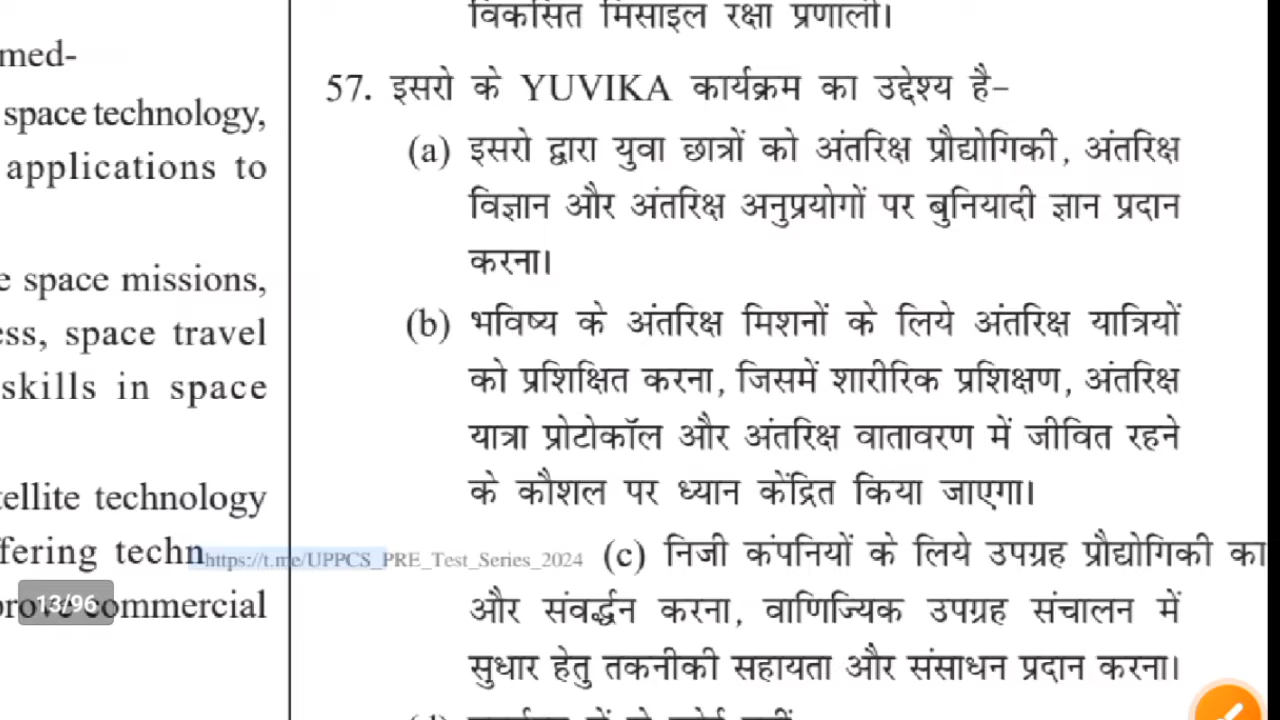 med-
space technology,
applications to
e space missions,
ess, space travel
skills in space
tellite technology
fering techn
commercial
13/96
विकसित मिसाइल रक्षा प्रणाली।
57. इसरो के YUVIKA कार्यक्रम का उद्देश्य है–
(a) इसरो द्वारा युवा छात्रों को अंतरिक्ष प्रौद्योगिकी, अंतरिक्ष
विज्ञान और अंतरिक्ष अनुप्रयोगों पर बुनियादी ज्ञान प्रदान
करना।
(b) भविष्य के अंतरिक्ष मिशनों के लिये अंतरिक्ष यात्रियों
को प्रशिक्षित करना, जिसमें शारीरिक प्रशिक्षण, अंतरिक्ष
यात्रा प्रोटोकॉल और अंतरिक्ष वातावरण में जीवित रहने
के कौशल पर ध्यान केंद्रित किया जाएगा।
https://t.me/UPPCS_PRE_Test_Series_2024 (c) निजी कंपनियों के लिये उपग्रह प्रौद्योगिकी का
और संवर्द्धन करना, वाणिज्यिक उपग्रह संचालन में
सुधार हेतु तकनीकी सहायता और संसाधन प्रदान करना।